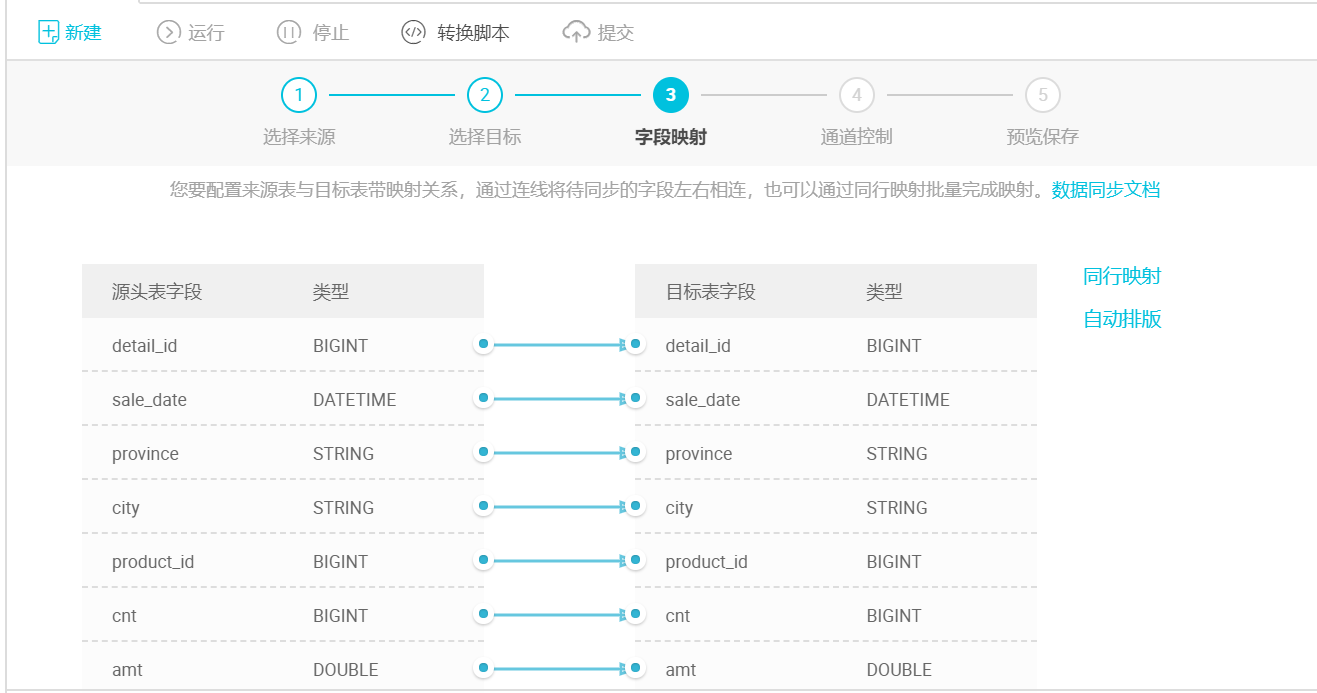 新建 运行 停止 转换脚本 提交
1 2 3 4 5
选择来源 选择目标 字段映射 通道控制 预览保存
您要配置来源表与目标表带映射关系，通过连线将待同步的字段左右相连，也可以通过同行映射批量完成映射。数据同步文档
同行映射
源头表字段 类型 目标表字段 类型
自动排版
detail_id BIGINT detail_id BIGINT
sale_date DATETIME sale_date DATETIME
province STRING province STRING
city STRING city STRING
product_id BIGINT product_id BIGINT
cnt BIGINT cnt BIGINT
amt DOUBLE amt DOUBLE